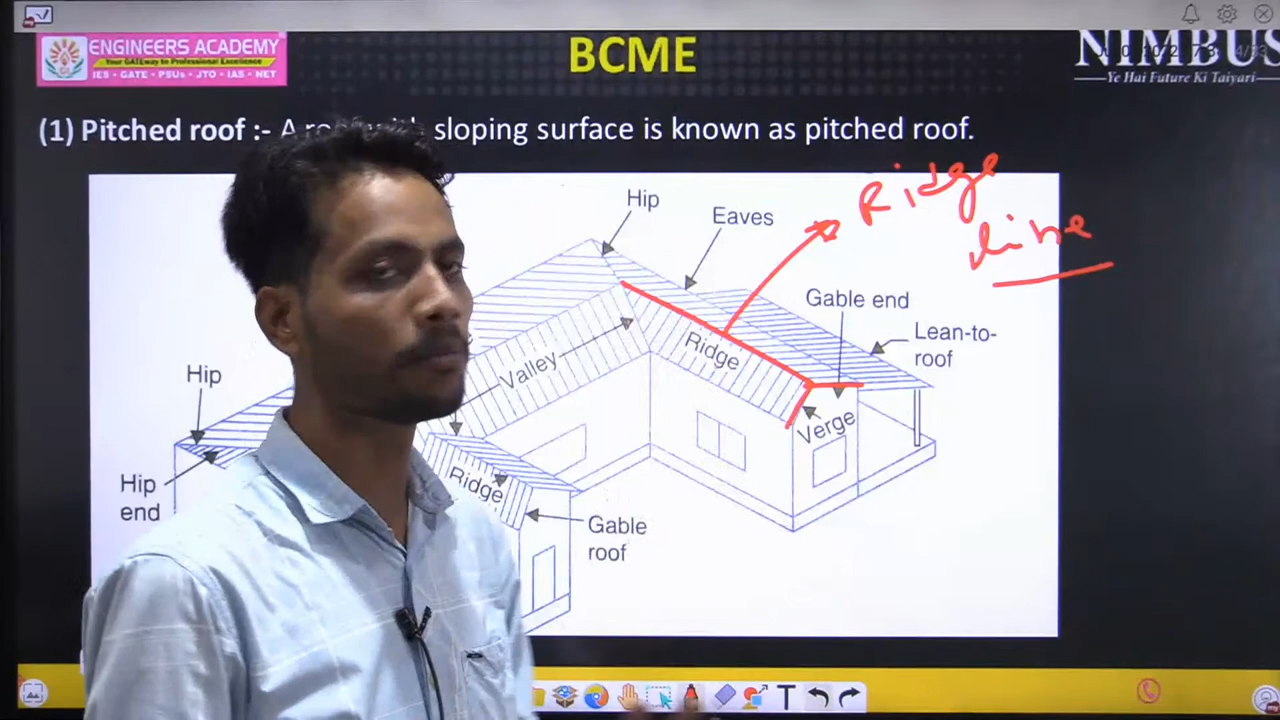 ENGINEERS ACADEMY
Your GATEway to Professional Excellence
IES • GATE • PSUs • JTO • IAS • NET
BCME
NIMBUS
Ye Hai Future Ki Taiyari
(1) Pitched roof :- A roof with sloping surface is known as pitched roof.
Ridge
line
Hip
Eaves
Gable end
Lean-to-
roof
Ridge
Valley
Hip
Verge
Ridge
Hip
end
Gable
roof
T